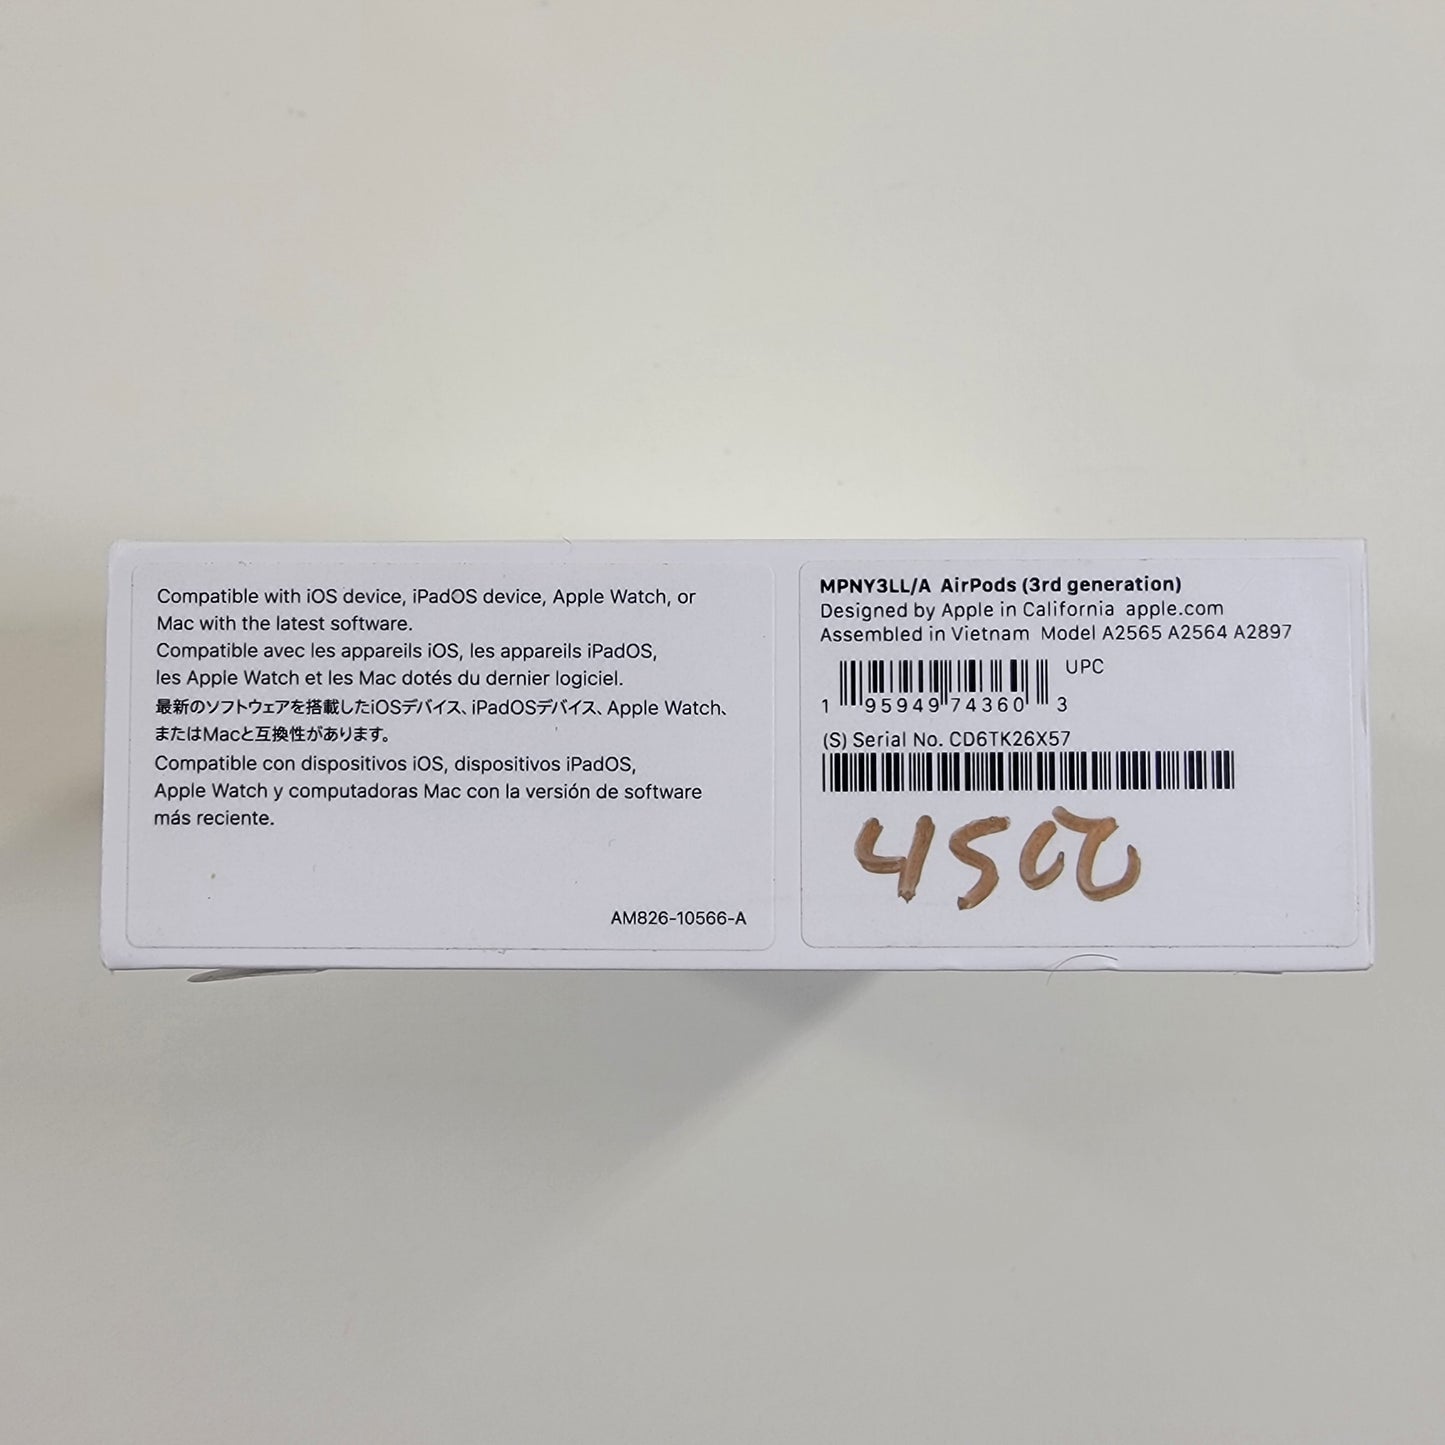 Compatible with iOS device, iPadOS device, Apple Watch, or
Mac with the latest software.
Compatible avec les appareils iOS, les appareils iPadOS,
les Apple Watch et les Mac dotés du dernier logiciel.
最新のソフトウェアを搭載したiOSデバイス、iPadOSデバイス、Apple Watch、
またはMacと互換性があります。
Compatible con dispositivos iOS, dispositivos iPadOS,
Apple Watch y computadoras Mac con la versión de software
más reciente.
AM826-10566-A
MPNY3LL/A AirPods (3rd generation)
Designed by Apple in California apple.com
Assembled in Vietnam Model A2565 A2564 A2897
UPC
1 95949 74360 3
(S) Serial No. CD6TK26X57
4500